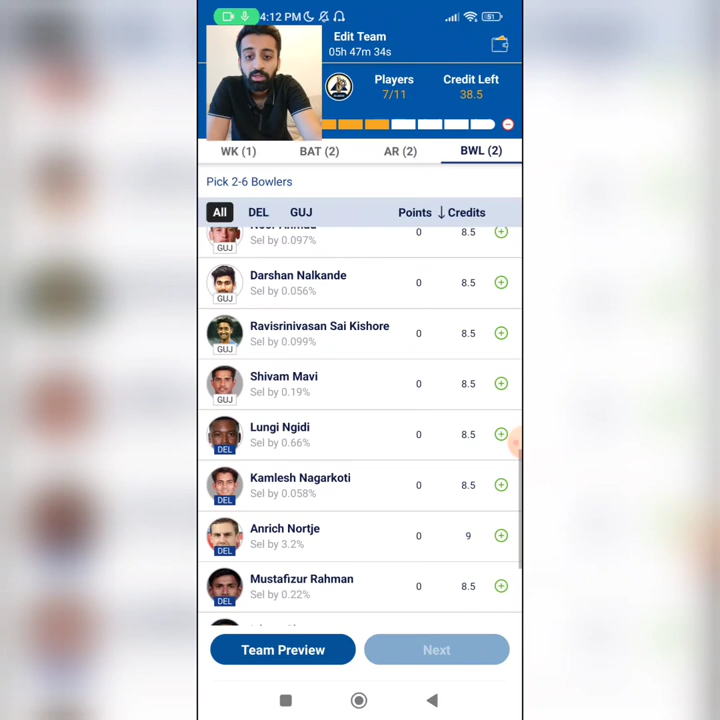 4:12 PM
51
Edit Team
05h 47m 34s
Players
7/11
Credit Left
38.5
WK (1)
BAT (2)
AR (2)
BWL (2)
Pick 2-6 Bowlers
All
DEL
GUJ
Points
Credits
GUJ
Sel by 0.097%
0
8.5
Darshan Nalkande
Sel by 0.056%
GUJ
0
8.5
Ravisrinivasan Sai Kishore
Sel by 0.099%
GUJ
0
8.5
Shivam Mavi
Sel by 0.19%
GUJ
0
8.5
Lungi Ngidi
Sel by 0.66%
DEL
0
8.5
Kamlesh Nagarkoti
Sel by 0.058%
DEL
0
8.5
Anrich Nortje
Sel by 3.2%
DEL
0
9
Mustafizur Rahman
Sel by 0.22%
DEL
0
8.5
Team Preview
Next